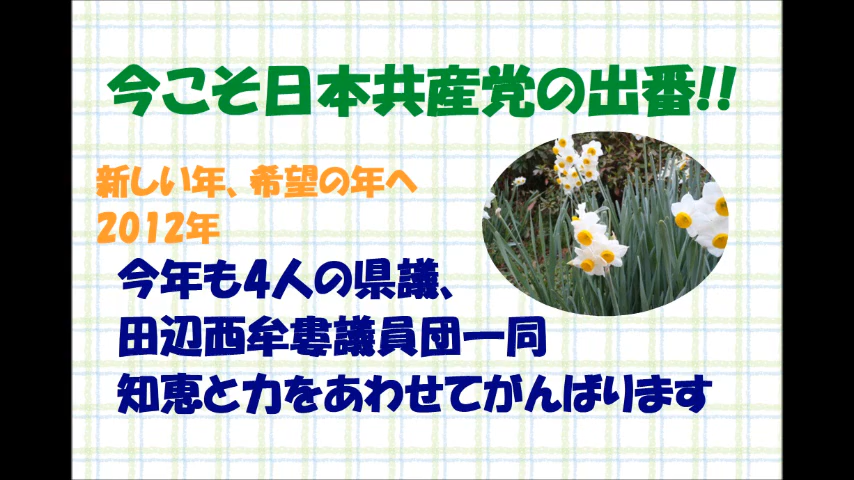 今こそ日本共産党の出番!!
新しい年、希望の年へ
2012年
今年も4人の県議、
田辺西牟婁議員団一同
知恵と力をあわせてがんばります